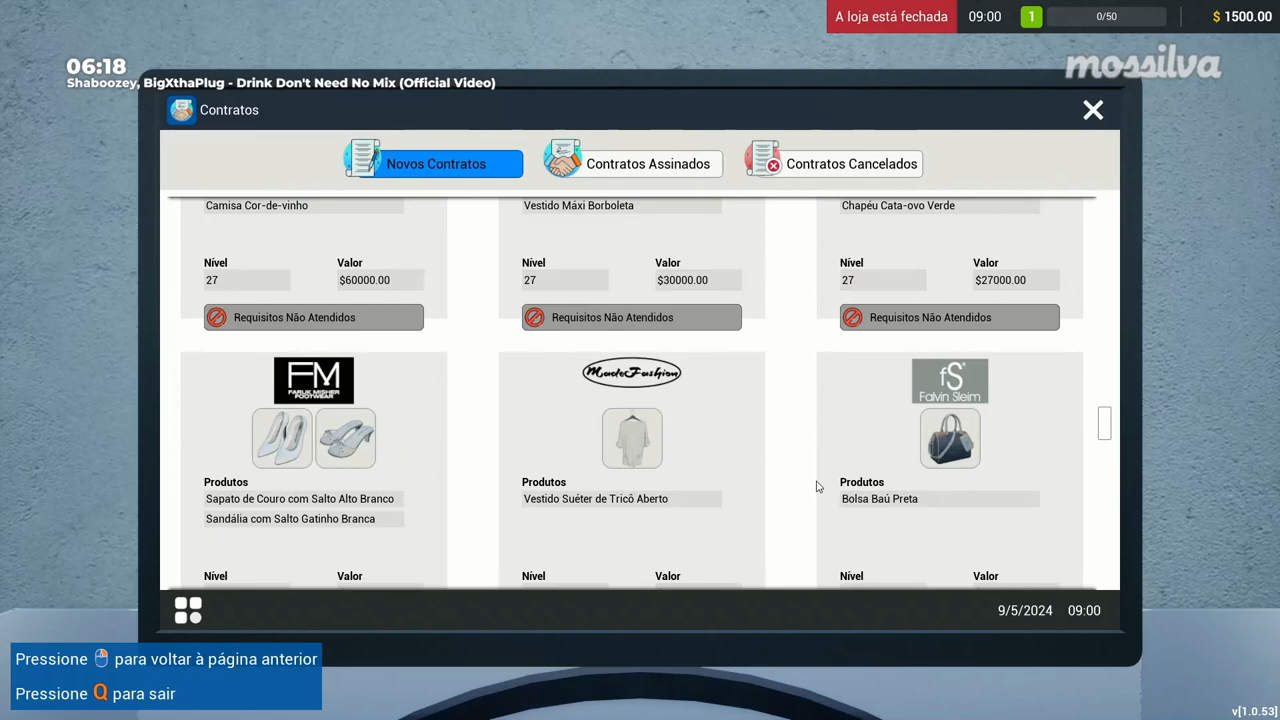 A loja está fechada
09:00
1
0/50
$ 1500.00
06:18
Shaboozey, BigXthaPlug - Drink Don't Need No Mix (Official Video)
mossilva
Contratos
Novos Contratos
Contratos Assinados
Contratos Cancelados
Camisa Cor-de-vinho
Vestido Máxi Borboleta
Chapéu Cata-ovo Verde
Nível Valor
27 $60000.00
Nível Valor
27 $30000.00
Nível Valor
27 $27000.00
Requisitos Não Atendidos
Requisitos Não Atendidos
Requisitos Não Atendidos
FM
FARUK MISHER
FOOTWEAR
Produtos
Sapato de Couro com Salto Alto Branco
Sandália com Salto Gatinho Branca
Nível Valor
MadeFashion
Produtos
Vestido Suéter de Tricô Aberto
Nível Valor
fS
Falvin Sleim
Produtos
Bolsa Baú Preta
Nível Valor
9/5/2024 09:00
Pressione para voltar à página anterior
Pressione Q para sair
v[1.0.53]